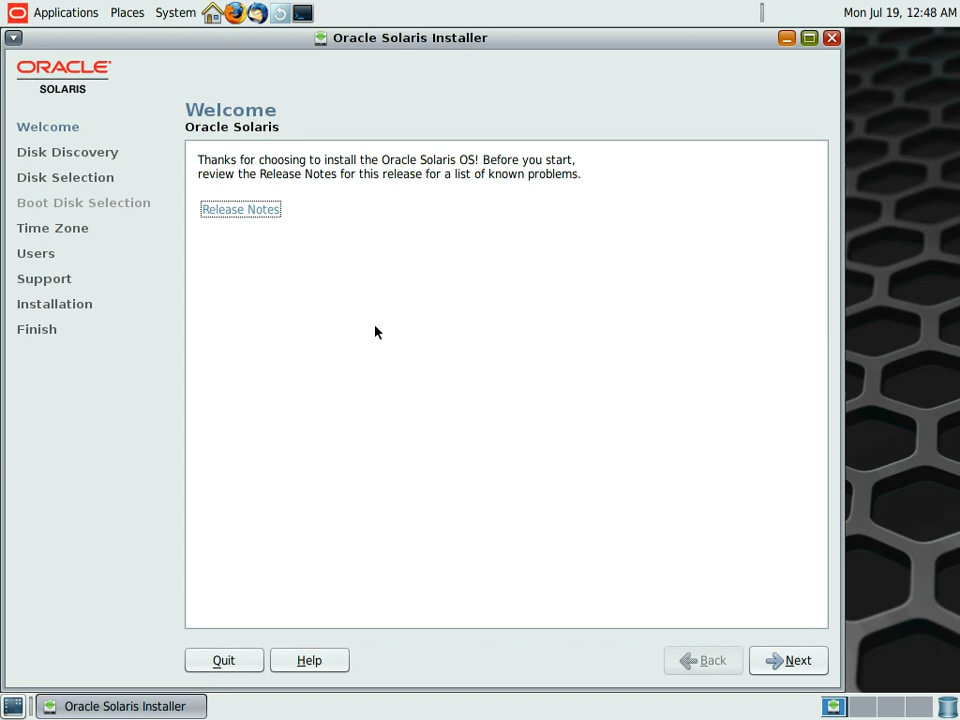 Applications Places System
Mon Jul 19, 12:48 AM
Oracle Solaris Installer
ORACLE
SOLARIS
Welcome
Disk Discovery
Disk Selection
Boot Disk Selection
Time Zone
Users
Support
Installation
Finish
Welcome
Oracle Solaris
Thanks for choosing to install the Oracle Solaris OS! Before you start,
review the Release Notes for this release for a list of known problems.
Release Notes
Quit Help Back Next
Oracle Solaris Installer